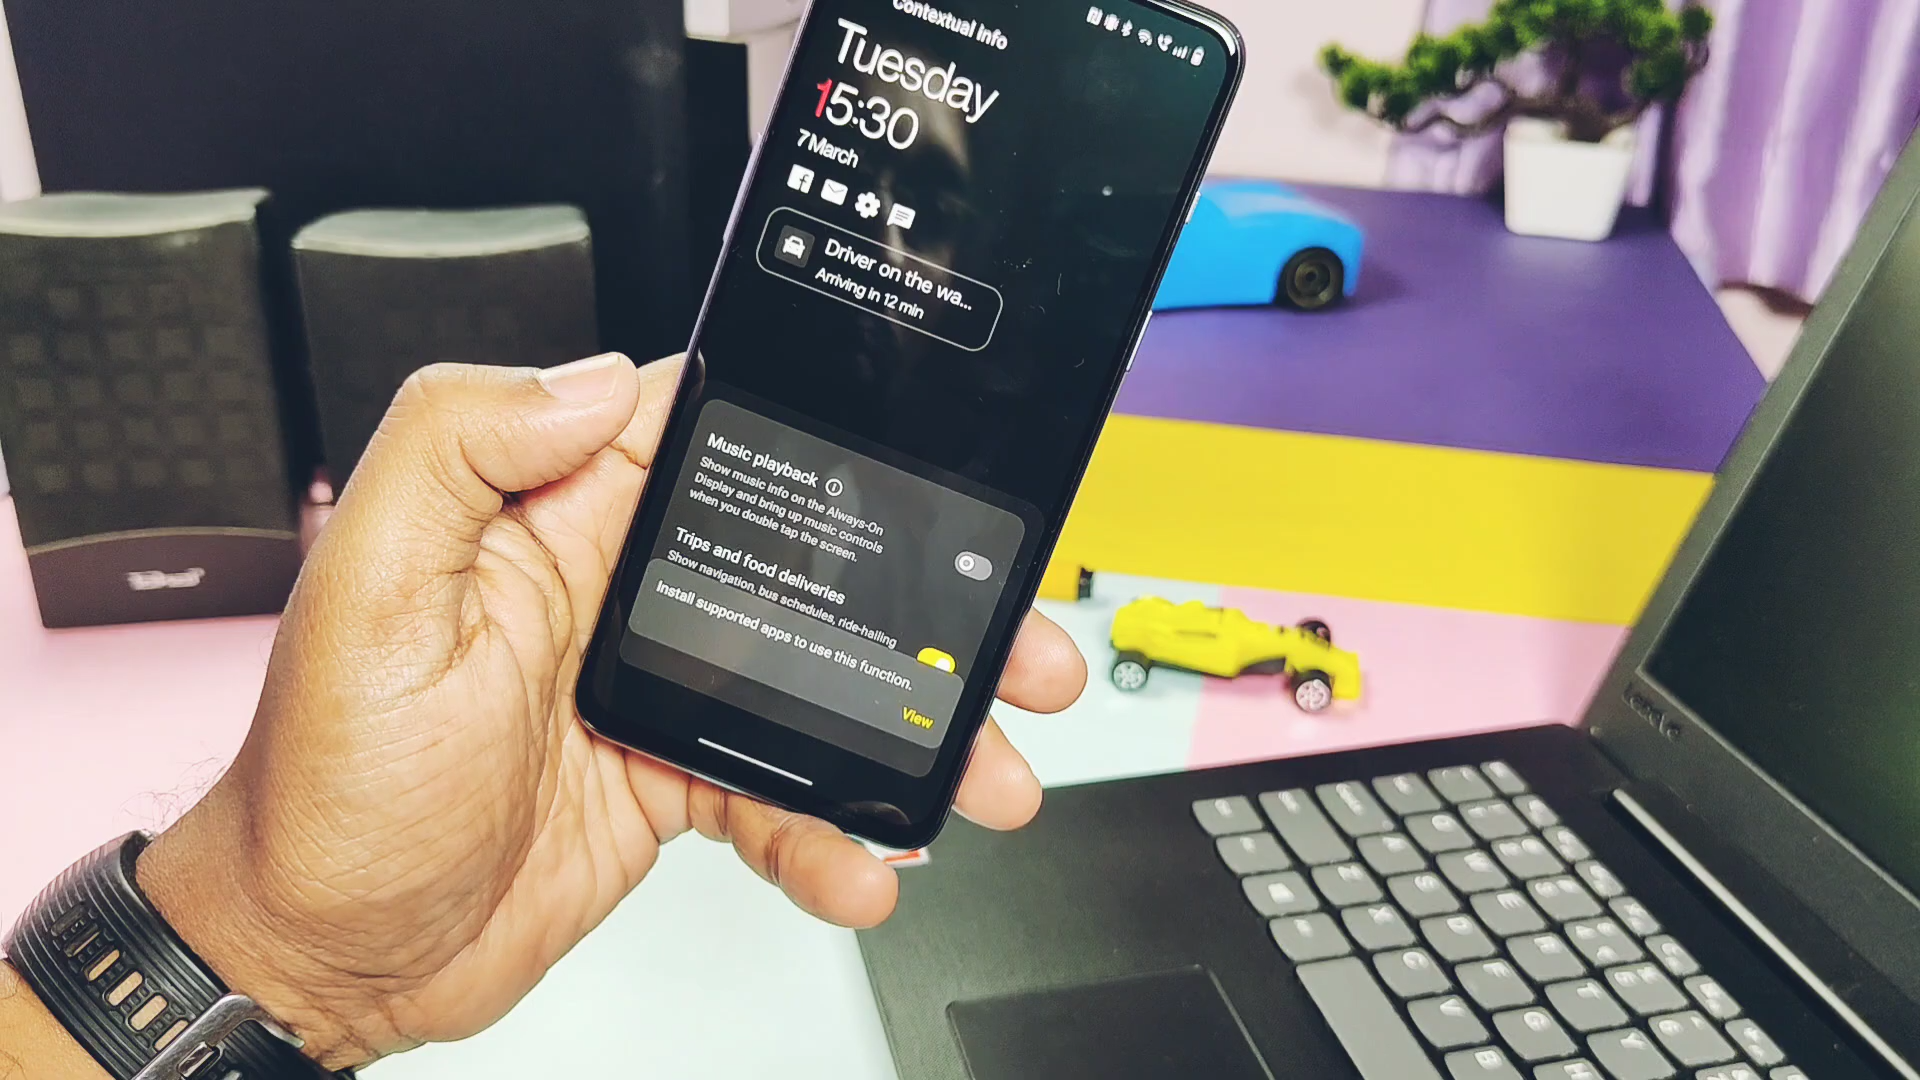 Contextual Info
Tuesday
15:30
7 March
Driver on the wa...
Arriving in 12 min
Music playback
Show music info on the Always-On
Display and bring up music controls
when you double tap the screen.
Trips and food deliveries
Show navigation, bus schedules, ride-hailing
Install supported apps to use this function.
View